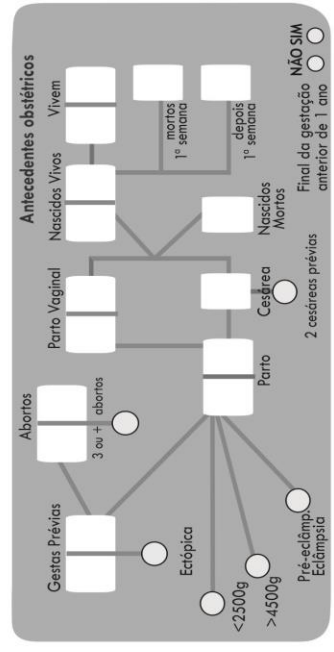 Antecedentes obstétricos
Gestas Prévias
Abortos
3 ou + abortos
Ectópica
Parto Vaginal
Nascidos Vivos
Vivem
mortos
1ª semana
depois
1ª semana
Parto
Cesárea
2 cesáreas prévias
Nascidos
Mortos
<2500g
>4500g
Pré-eclâmp.
Eclâmpsia
NÃO SIM
Final da gestação
anterior de 1 ano